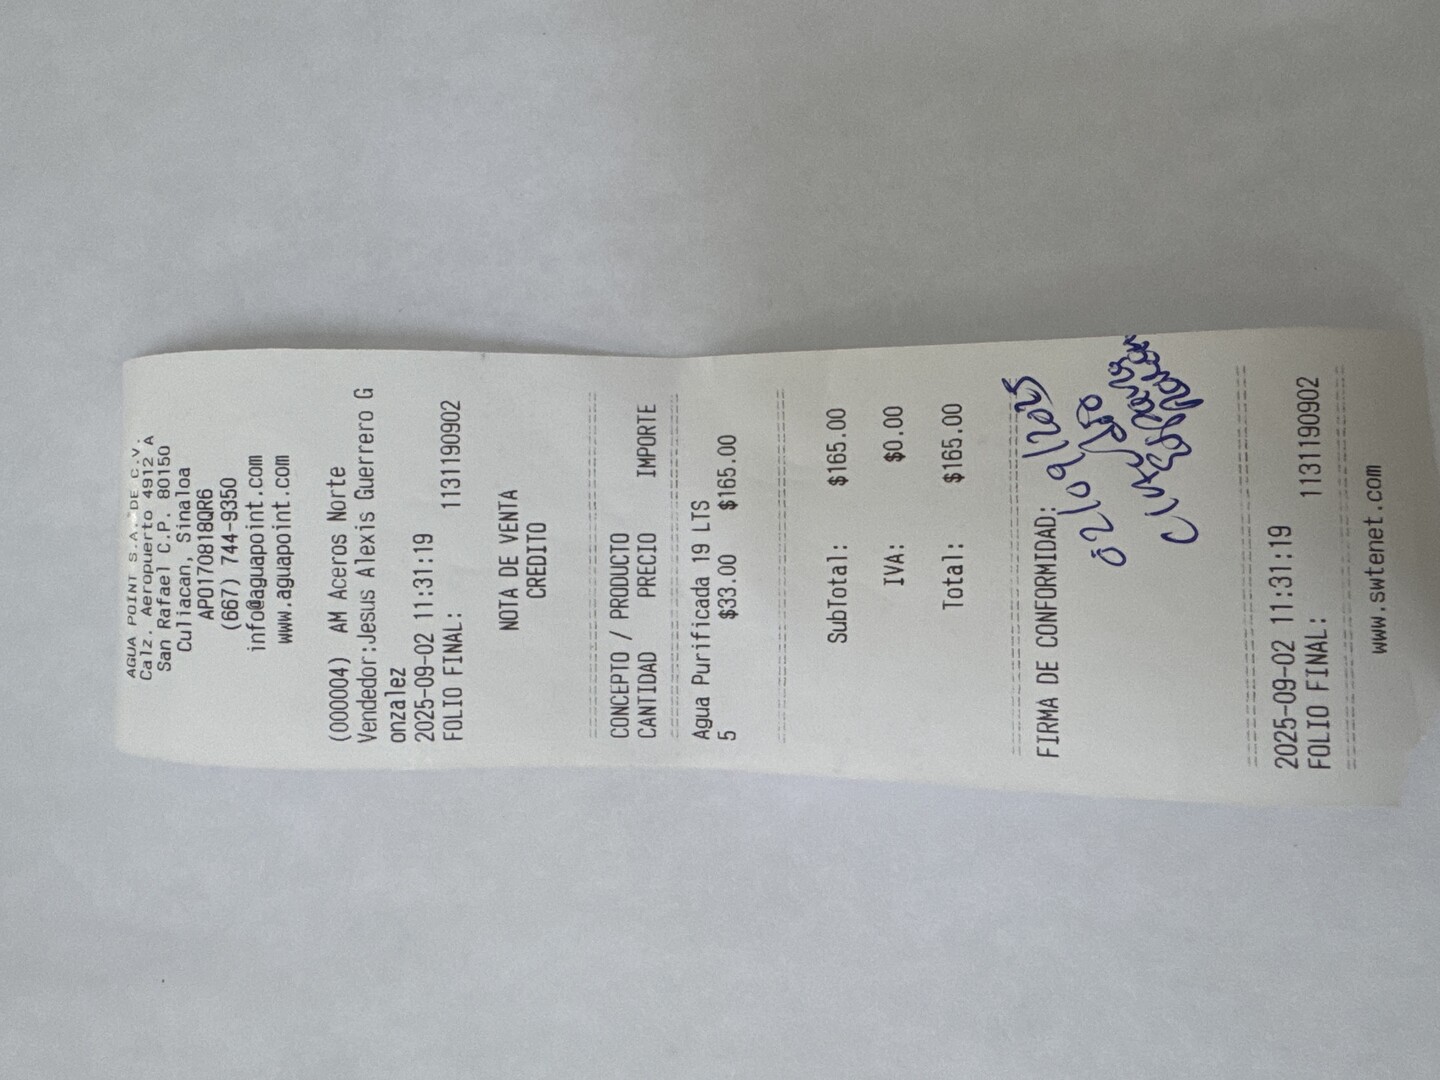 AGUA POINT S.A. DE C.V.
Calz. Aeropuerto 4912 A
San Rafael C.P. 80150
Culiacan, Sinaloa
APO170818QR6
(667) 744-9350
info@aguapoint.com
www.aguapoint.com
(000004) AM Aceros Norte
Vendedor:Jesus Alexis Guerrero G
onzalez
2025-09-02 11:31:19
FOLIO FINAL: 1131190902
NOTA DE VENTA
CREDITO
CONCEPTO / PRODUCTO
CANTIDAD PRECIO IMPORTE
Agua Purificada 19 LTS
5 $33.00 $165.00
SubTotal: $165.00
IVA: $0.00
Total: $165.00
FIRMA DE CONFORMIDAD:
02/09/2025
2025-09-02 11:31:19
FOLIO FINAL: 1131190902
www.swtenet.com